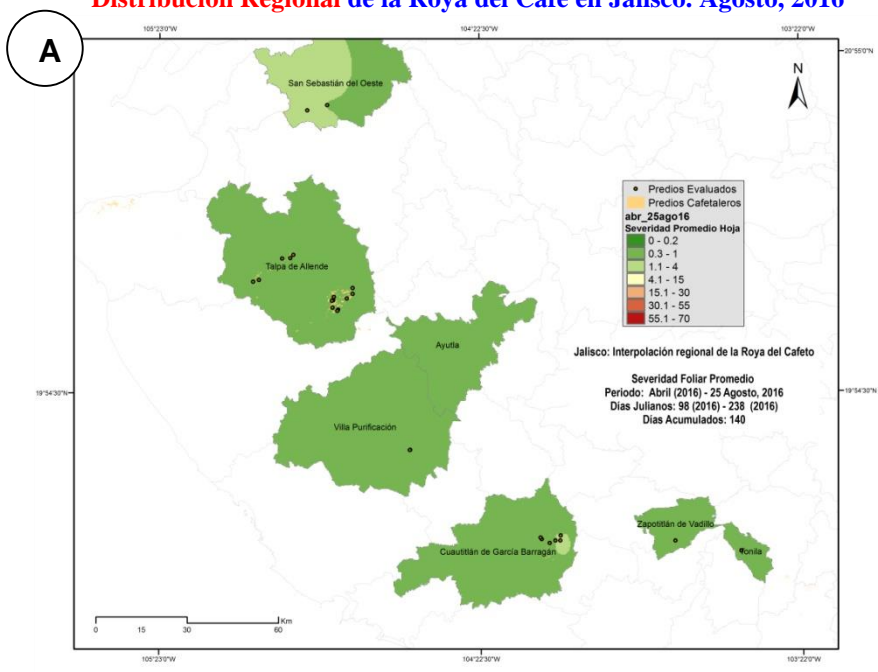 Distribución Regional de la Roya del Café en Jalisco. Agosto, 2016
A
105°23'0"W
104°22'30"W
103°22'0"W
20°55'0"N
San Sebastián del Oeste
N
Predios Evaluados
Predios Cafetaleros
abr_25ago16
Severidad Promedio Hoja
0 - 0.2
0.3 - 1
1.1 - 4
4.1 - 15
15.1 - 30
30.1 - 55
55.1 - 70
Talpa de Allende
Ayutla
Jalisco: Interpolación regional de la Roya del Cafeto
Severidad Foliar Promedio
Periodo: Abril (2016) - 25 Agosto, 2016
Días Julianos: 98 (2016) - 238 (2016)
Días Acumulados: 140
19°54'30"N
19°54'30"N
Villa Purificación
Zapotitlán de Vadillo
Cuautitlán de García Barragán
Tonila
Km
0 15 30 60
105°23'0"W
104°22'30"W
103°22'0"W